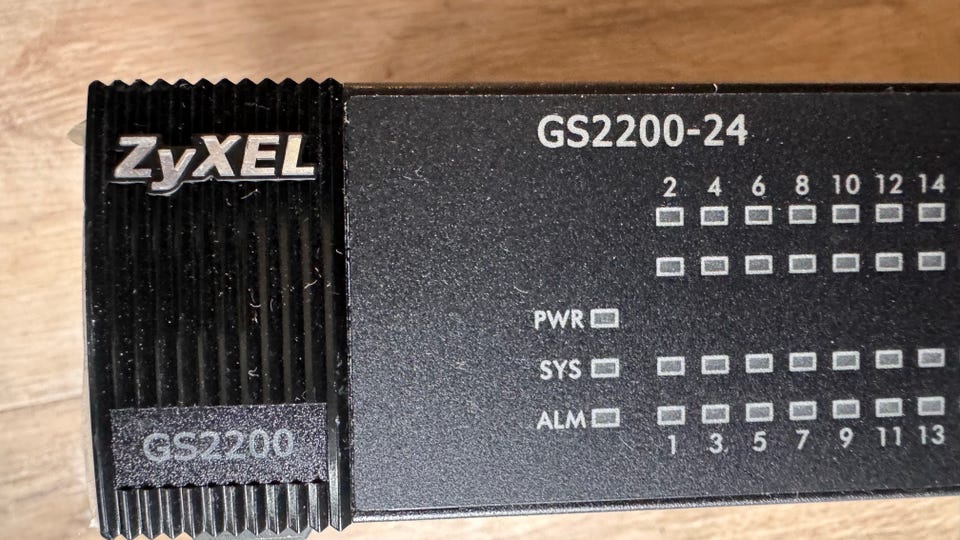 ZyXEL
GS2200
GS2200-24
2 4 6 8 10 12 14
PWR
SYS
ALM
1 3 5 7 9 11 13